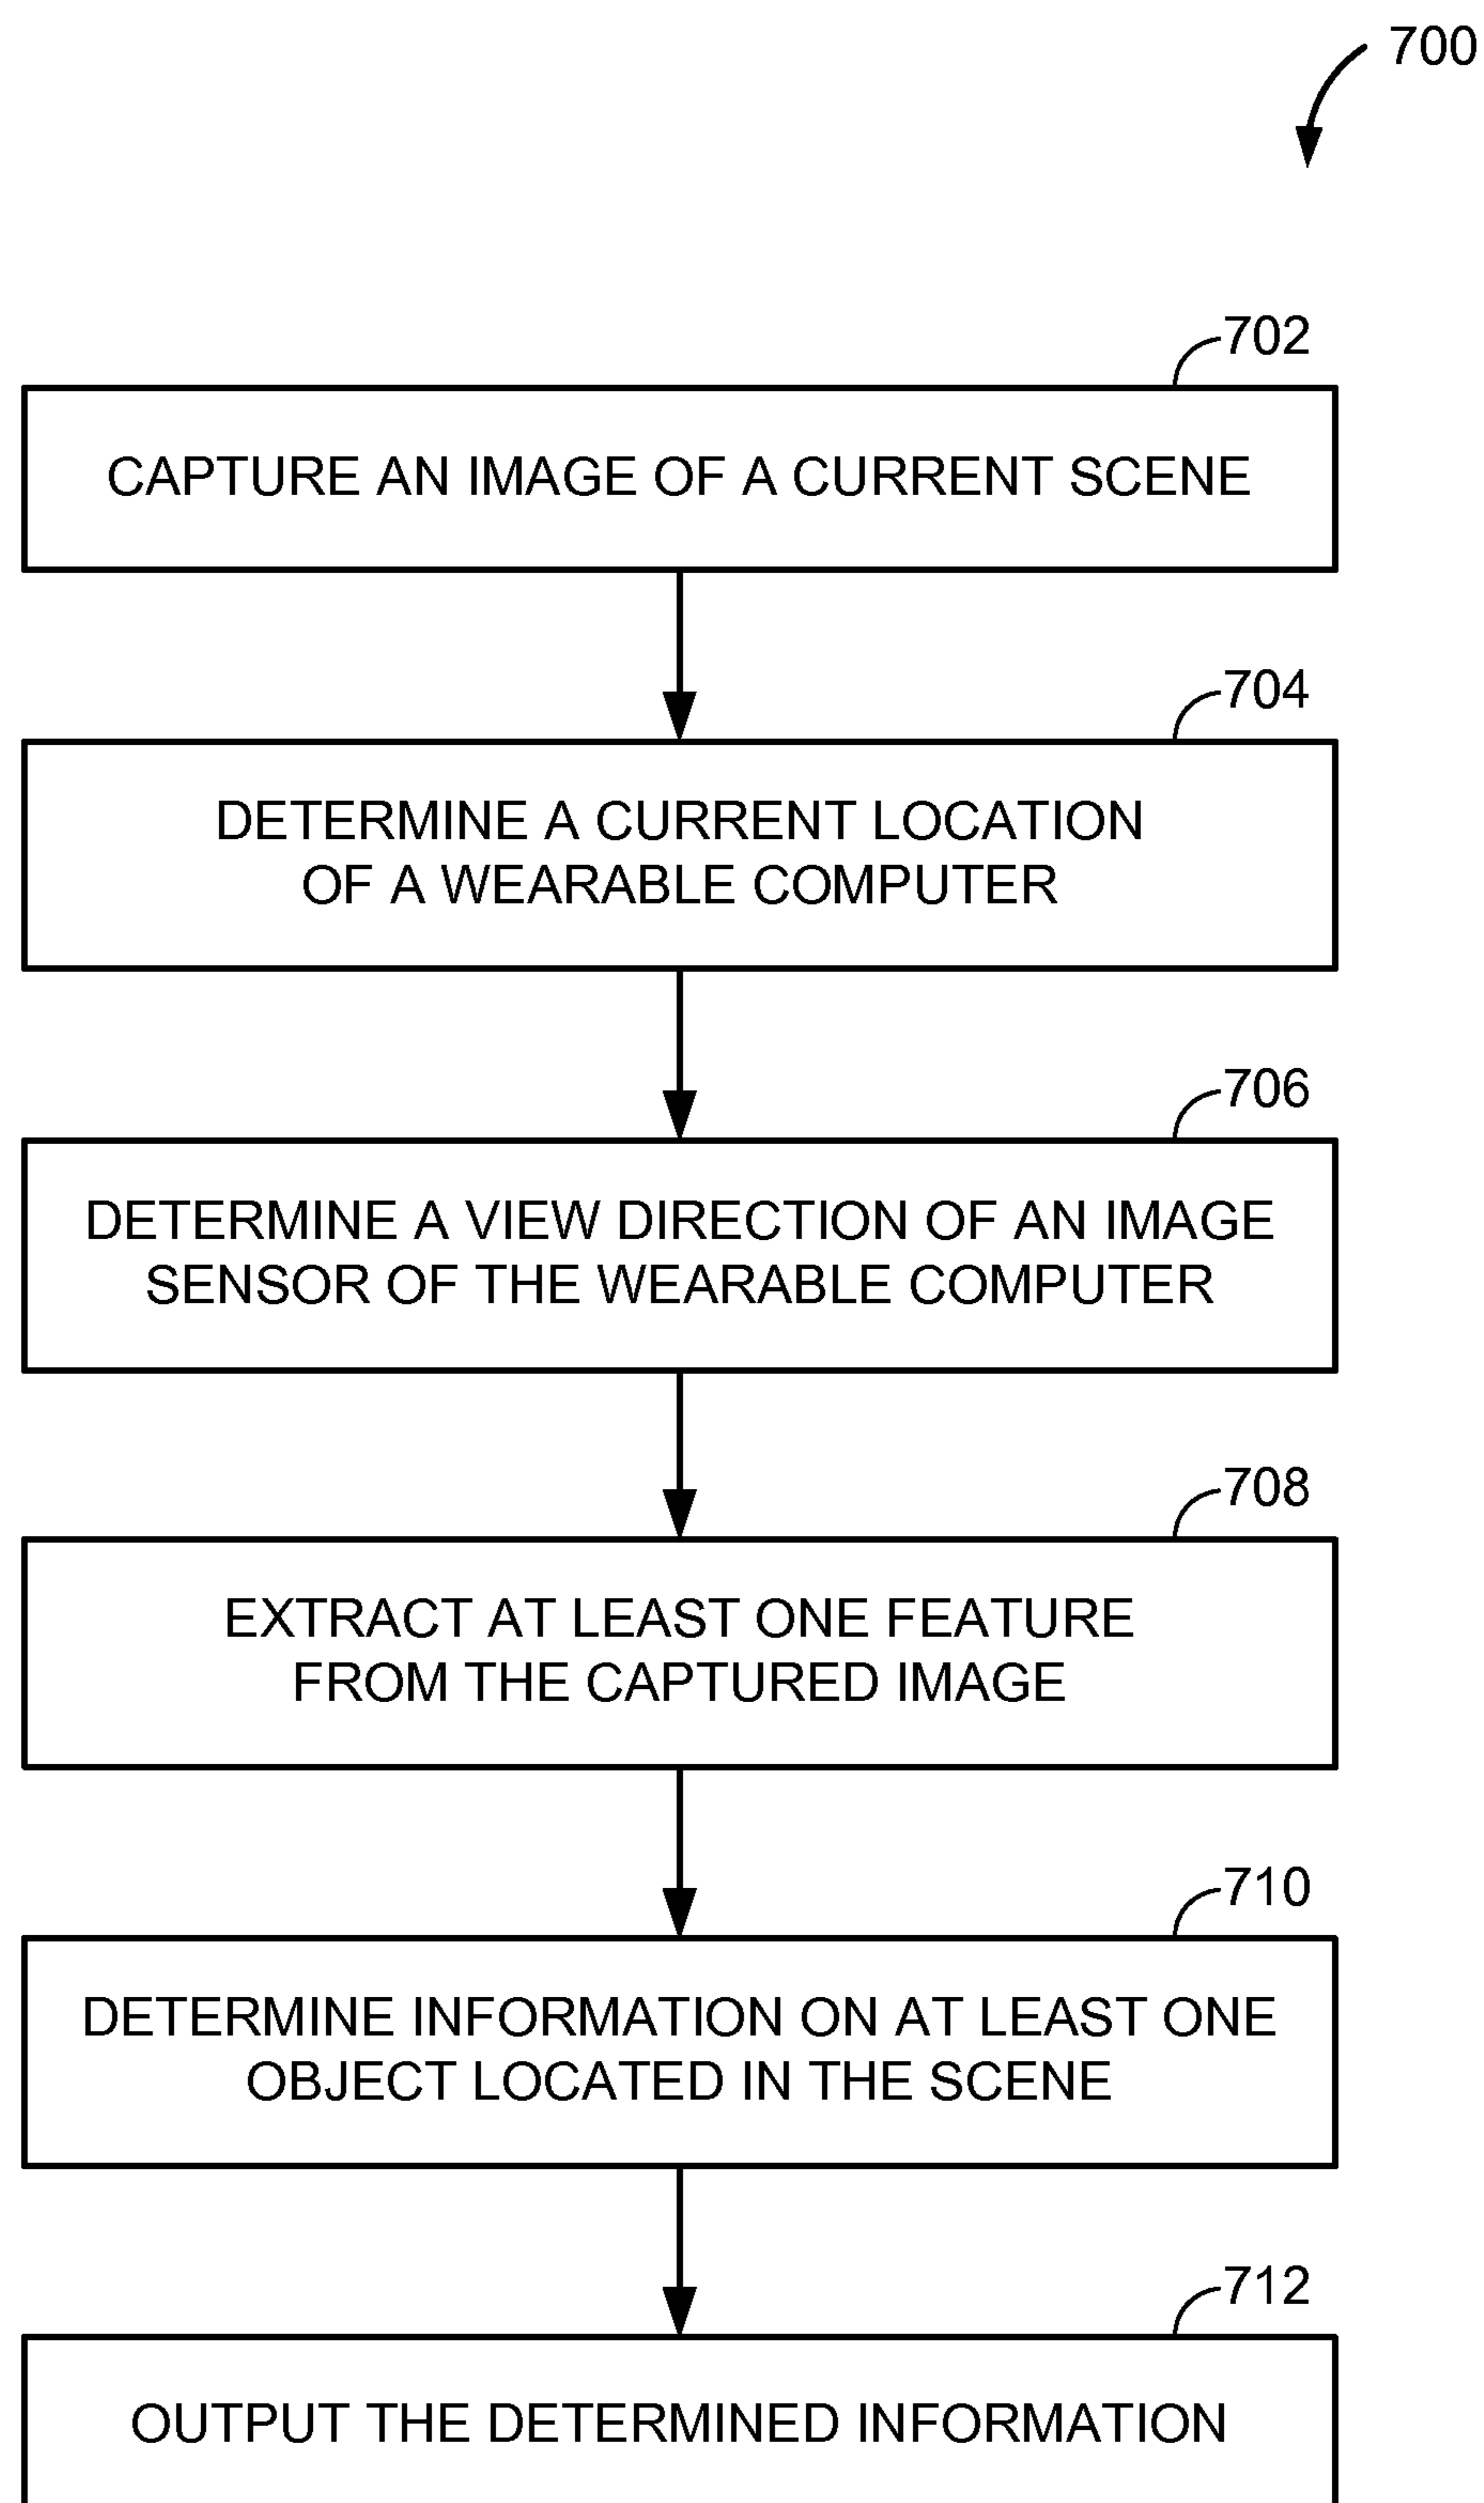 700
702
CAPTURE AN IMAGE OF A CURRENT SCENE
704
DETERMINE A CURRENT LOCATION
OF A WEARABLE COMPUTER
706
DETERMINE A VIEW DIRECTION OF AN IMAGE
SENSOR OF THE WEARABLE COMPUTER
708
EXTRACT AT LEAST ONE FEATURE
FROM THE CAPTURED IMAGE
710
DETERMINE INFORMATION ON AT LEAST ONE
OBJECT LOCATED IN THE SCENE
712
OUTPUT THE DETERMINED INFORMATION